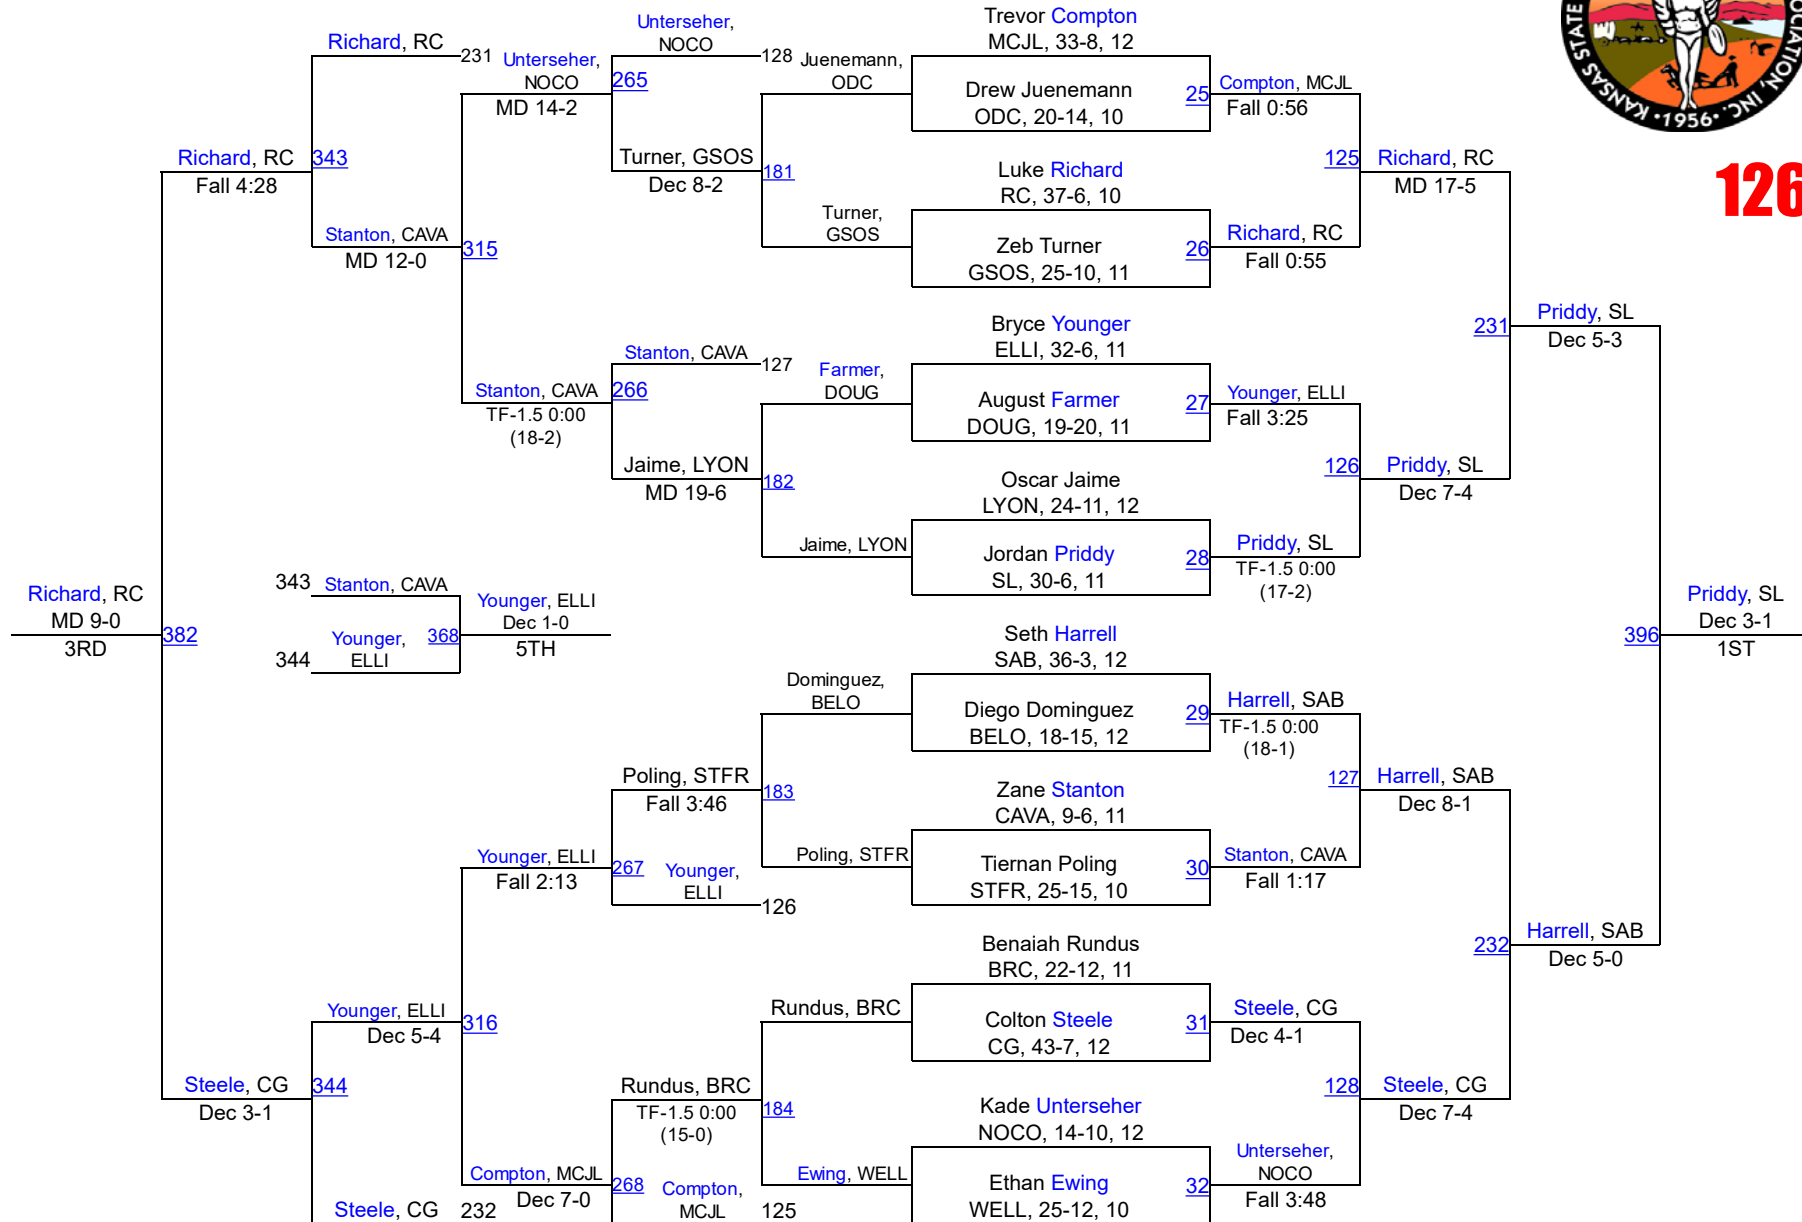 KANSAS STATE
OCIATION, INC.
•1956•
126
Richard, RC
231
Unterseher,
NOCO
MD 14-2
Unterseher,
NOCO
128
265
Turner, GSOS
Dec 8-2
181
Juenemann,
ODC
Turner,
GSOS
Richard, RC
Fall 4:28
343
Stanton, CAVA
MD 12-0
315
Stanton, CAVA
127
Stanton, CAVA
TF-1.5 0:00
(18-2)
266
Farmer,
DOUG
Jaime, LYON
MD 19-6
182
Jaime, LYON
Trevor Compton
MCJL, 33-8, 12
Drew Juenemann
ODC, 20-14, 10
25
Compton, MCJL
Fall 0:56
Luke Richard
RC, 37-6, 10
Zeb Turner
GSOS, 25-10, 11
26
Richard, RC
Fall 0:55
125
Richard, RC
MD 17-5
Bryce Younger
ELLI, 32-6, 11
August Farmer
DOUG, 19-20, 11
27
Younger, ELLI
Fall 3:25
Oscar Jaime
LYON, 24-11, 12
Jordan Priddy
SL, 30-6, 11
28
Priddy, SL
TF-1.5 0:00
(17-2)
126
Priddy, SL
Dec 7-4
231
Priddy, SL
Dec 5-3
Richard, RC
MD 9-0
3RD
382
343
Stanton, CAVA
344
Younger,
ELLI
368
Younger, ELLI
Dec 1-0
5TH
396
Priddy, SL
Dec 3-1
1ST
Seth Harrell
SAB, 36-3, 12
Diego Dominguez
BELO, 18-15, 12
29
Harrell, SAB
TF-1.5 0:00
(18-1)
Zane Stanton
CAVA, 9-6, 11
Tiernan Poling
STFR, 25-15, 10
30
Stanton, CAVA
Fall 1:17
127
Harrell, SAB
Dec 8-1
Benaiah Rundus
BRC, 22-12, 11
Colton Steele
CG, 43-7, 12
31
Steele, CG
Dec 4-1
Kade Unterseher
NOCO, 14-10, 12
Ethan Ewing
WELL, 25-12, 10
32
Unterseher,
NOCO
Fall 3:48
128
Steele, CG
Dec 7-4
232
Harrell, SAB
Dec 5-0
Dominguez,
BELO
Poling, STFR
Fall 3:46
183
Poling, STFR
Younger, ELLI
Fall 2:13
267
Younger,
ELLI
126
Younger, ELLI
Dec 5-4
316
Rundus, BRC
Rundus, BRC
TF-1.5 0:00
(15-0)
184
Ewing, WELL
Steele, CG
Dec 3-1
344
Compton, MCJL
Dec 7-0
268
Compton,
MCJL
125
Steele, CG
232